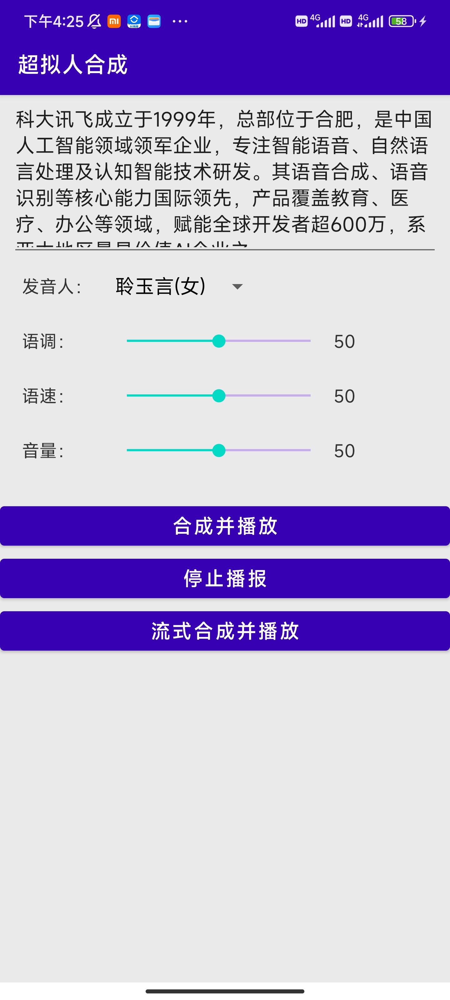 下午4:25
HD 4G HD 4G 58
超拟人合成
科大讯飞成立于1999年，总部位于合肥，是中国
人工智能领域领军企业，专注智能语音、自然语
言处理及认知智能技术研发。其语音合成、语音
识别等核心能力国际领先，产品覆盖教育、医
疗、办公等领域，赋能全球开发者超600万，系
发音人： 聆玉言(女)
语调： 50
语速： 50
音量： 50
合成并播放
停止播报
流式合成并播放